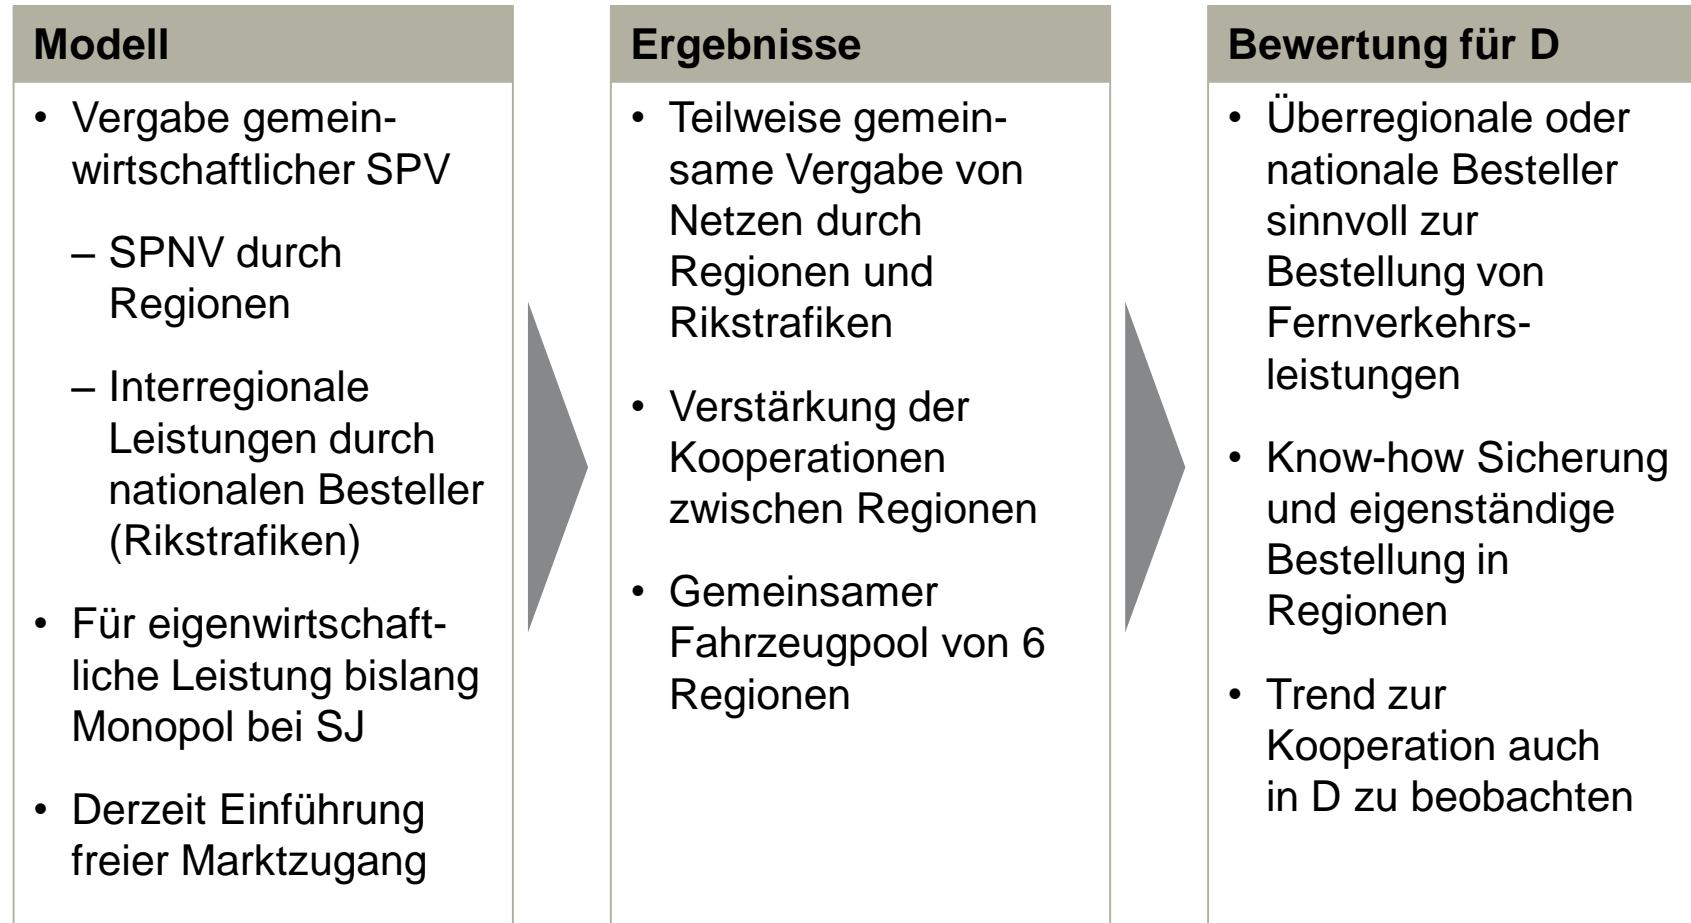 Modell
• Vergabe gemein-
wirtschaftlicher SPV
– SPNV durch
Regionen
– Interregionale
Leistungen durch
nationalen Besteller
(Rikstrafiken)
• Für eigenwirtschaft-
liche Leistung bislang
Monopol bei SJ
• Derzeit Einführung
freier Marktzugang
Ergebnisse
• Teilweise gemein-
same Vergabe von
Netzen durch
Regionen und
Rikstrafiken
• Verstärkung der
Kooperationen
zwischen Regionen
• Gemeinsamer
Fahrzeugpool von 6
Regionen
Bewertung für D
• Überregionale oder
nationale Besteller
sinnvoll zur
Bestellung von
Fernverkehrs-
leistungen
• Know-how Sicherung
und eigenständige
Bestellung in
Regionen
• Trend zur
Kooperation auch
in D zu beobachten